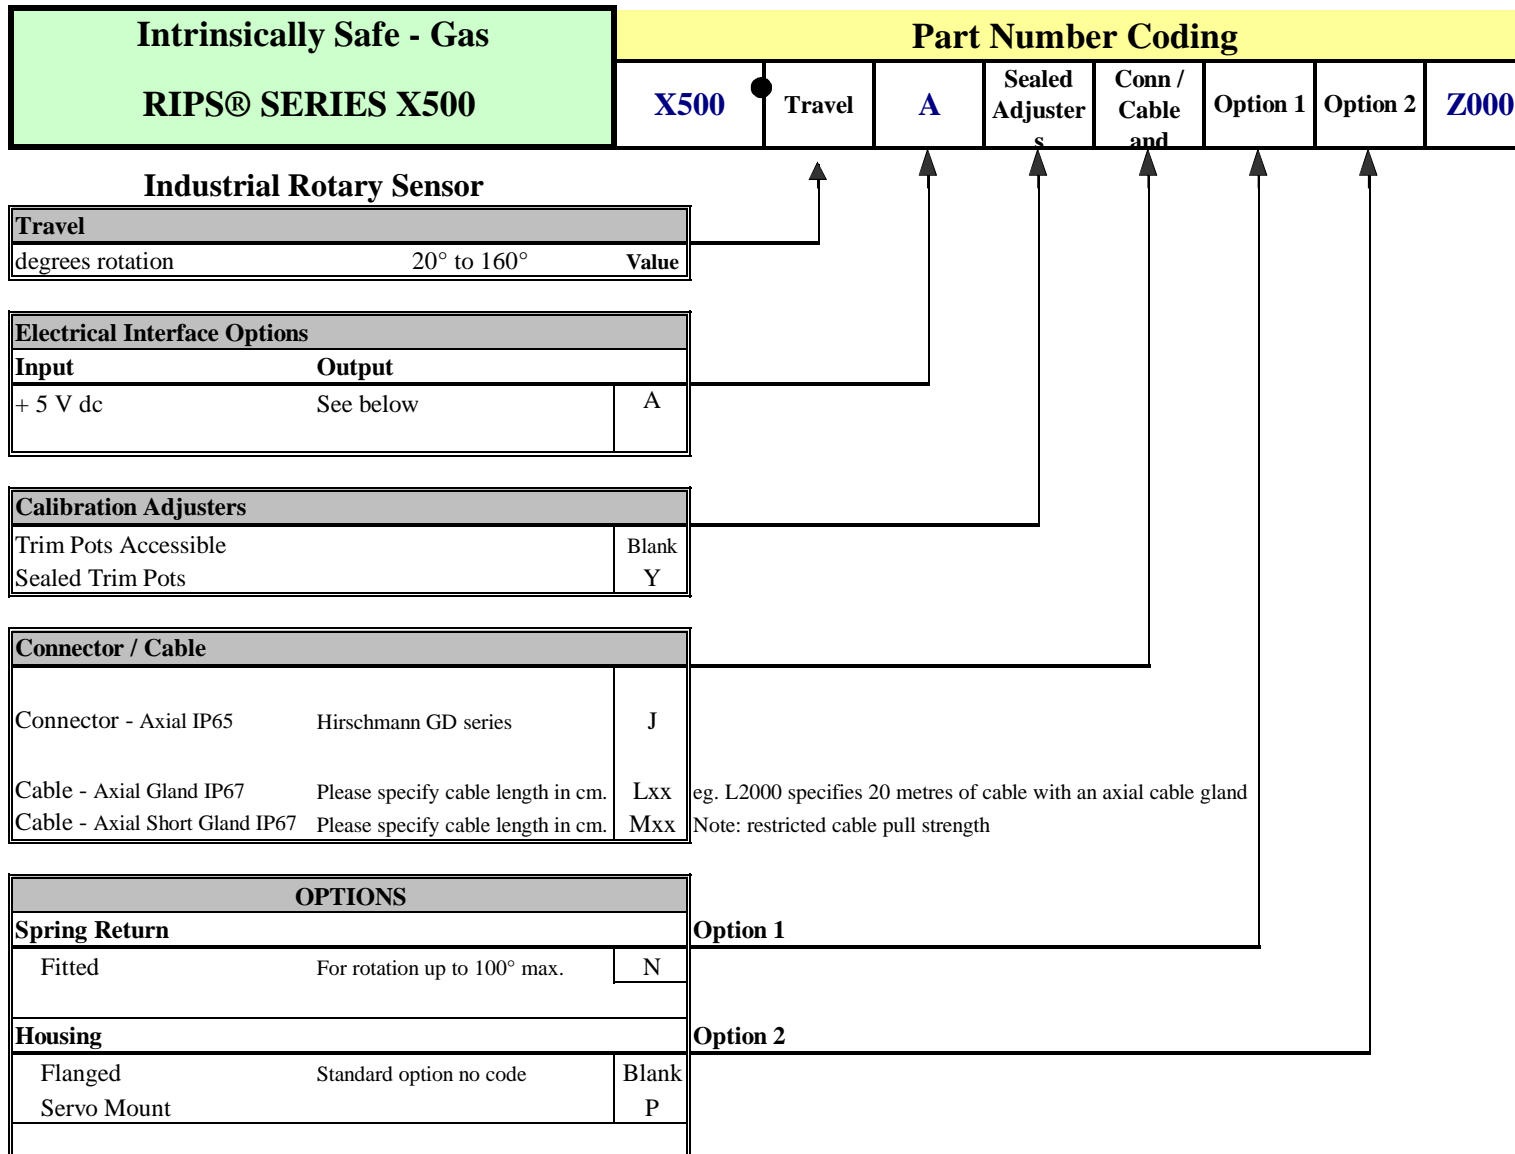 Intrinsically Safe - Gas
RIPS® SERIES X500
Part Number Coding
X500
Travel
A
Sealed
Adjuster
s
Conn /
Cable
and
Option 1
Option 2
Z000
Industrial Rotary Sensor
Travel
degrees rotation 20° to 160° Value
Electrical Interface Options
Input Output
+ 5 V dc See below A
Calibration Adjusters
Trim Pots Accessible Blank
Sealed Trim Pots Y
Connector / Cable
Connector - Axial IP65 Hirschmann GD series J
Cable - Axial Gland IP67 Please specify cable length in cm. Lxx eg. L2000 specifies 20 metres of cable with an axial cable gland
Cable - Axial Short Gland IP67 Please specify cable length in cm. Mxx Note: restricted cable pull strength
OPTIONS
Spring Return Option 1
Fitted For rotation up to 100° max. N
Housing Option 2
Flanged Standard option no code Blank
Servo Mount P